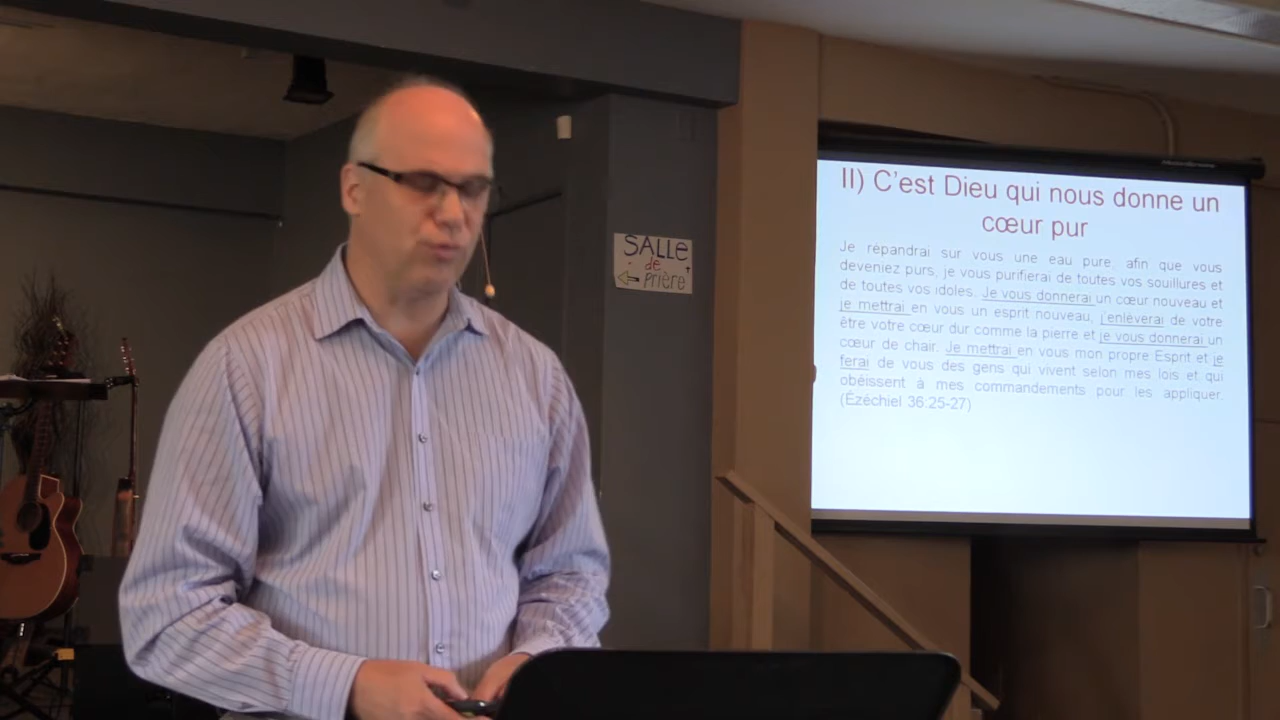 II) C'est Dieu qui nous donne un
cœur pur
Je répandrai sur vous une eau pure, afin que vous
deveniez purs, je vous purifierai de toutes vos souillures et
de toutes vos idoles. Je vous donnerai un cœur nouveau et
je mettrai en vous un esprit nouveau, j'enlèverai de votre
être votre cœur dur comme la pierre et je vous donnerai un
cœur de chair. Je mettrai en vous mon propre Esprit et je
ferai de vous des gens qui vivent selon mes lois et qui
obéissent à mes commandements pour les appliquer.
(Ézéchiel 36:25-27)
SALLE
de
Prière